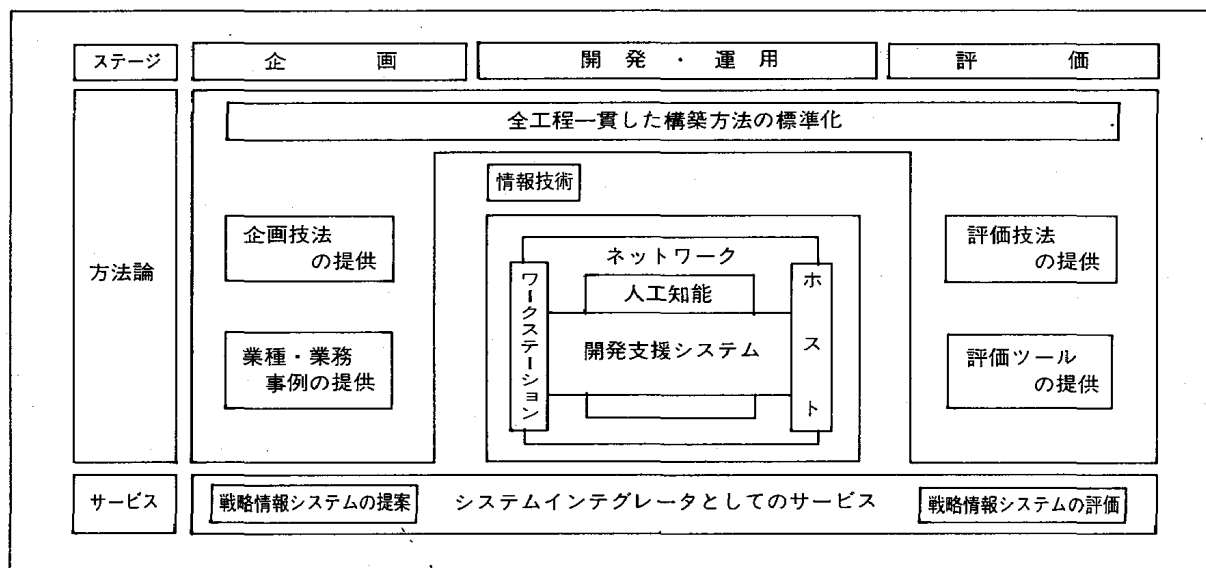 ステージ
企画
開発・運用
評価
方法論
全工程一貫した構築方法の標準化
情報技術
企画技法
の提供
業種・業務
事例の提供
ネットワーク
人工知能
ワークステーション
開発支援システム
ホスト
評価技法
の提供
評価ツール
の提供
サービス
戦略情報システムの提案
システムインテグレータとしてのサービス
戦略情報システムの評価